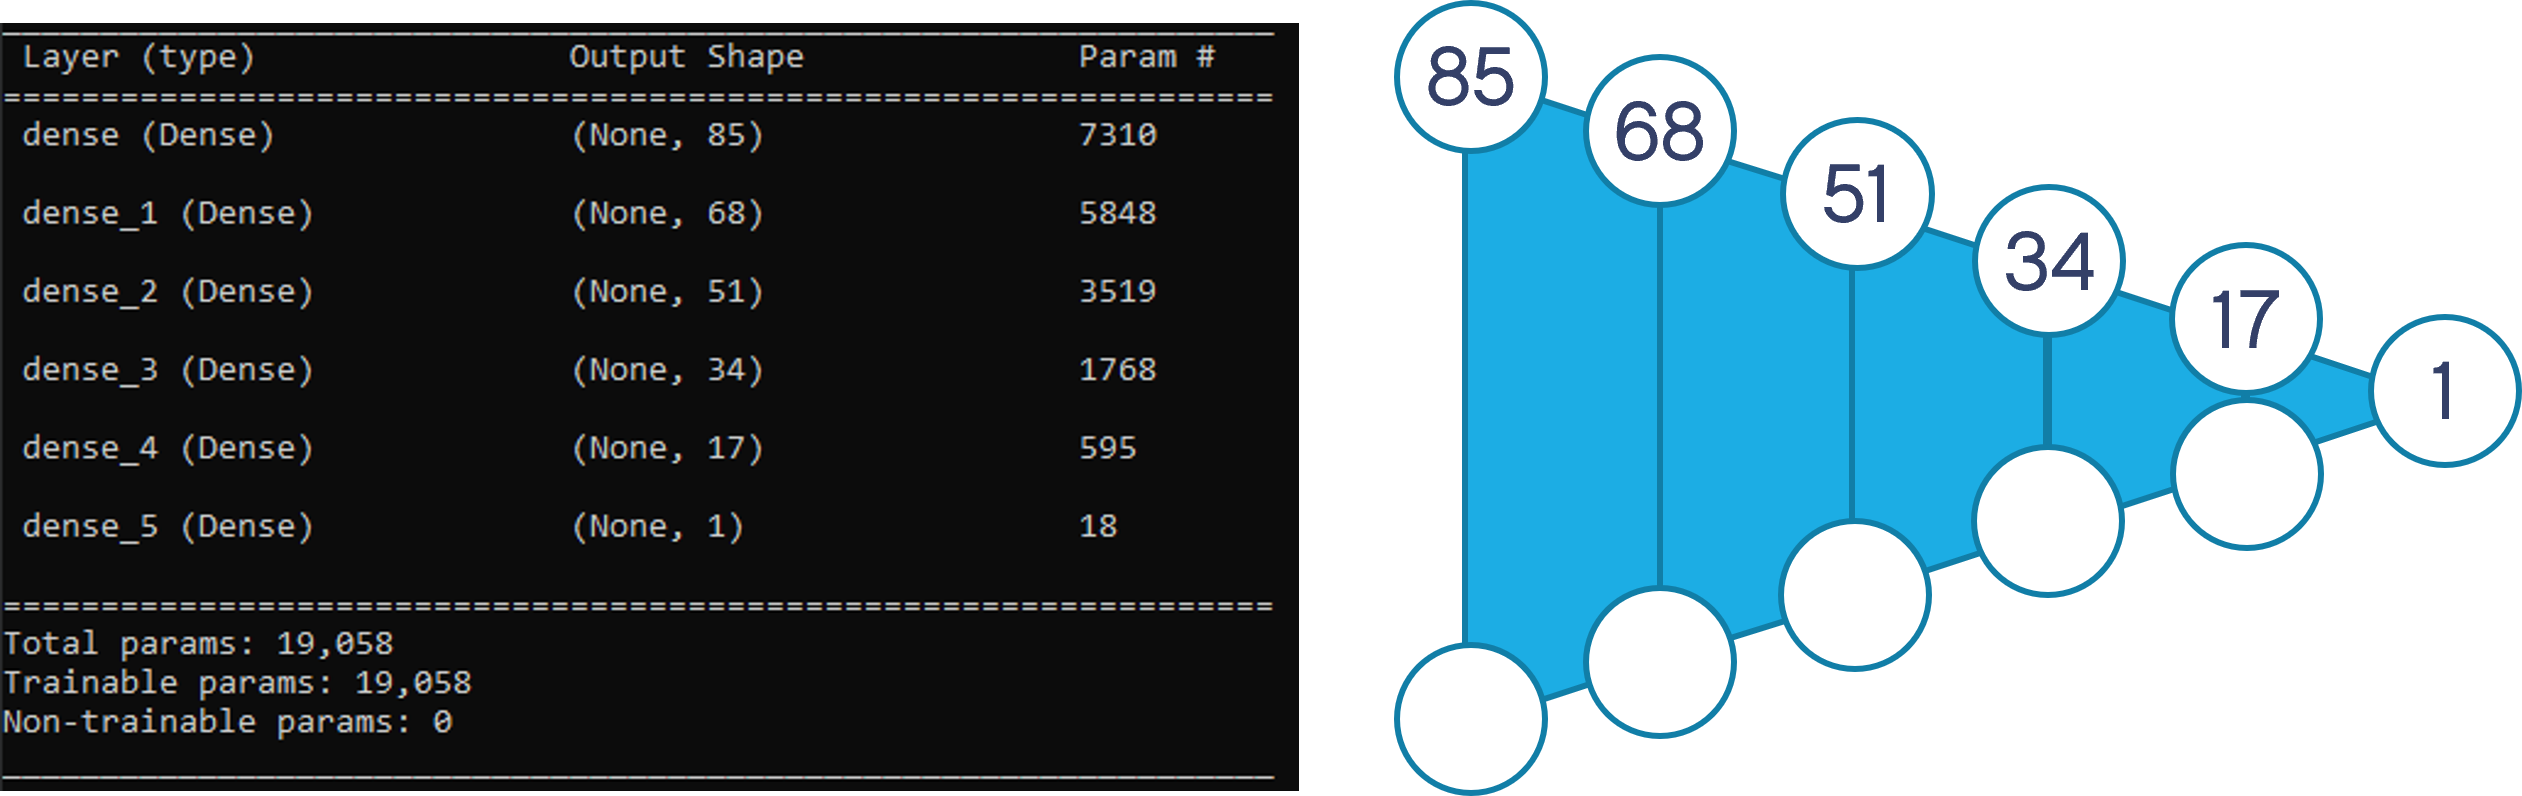 Layer (type) Output Shape Param #
=================================================================
dense (Dense) (None, 85) 7310
dense_1 (Dense) (None, 68) 5848
dense_2 (Dense) (None, 51) 3519
dense_3 (Dense) (None, 34) 1768
dense_4 (Dense) (None, 17) 595
dense_5 (Dense) (None, 1) 18
=================================================================
Total params: 19,058
Trainable params: 19,058
Non-trainable params: 0
85
68
51
34
17
1